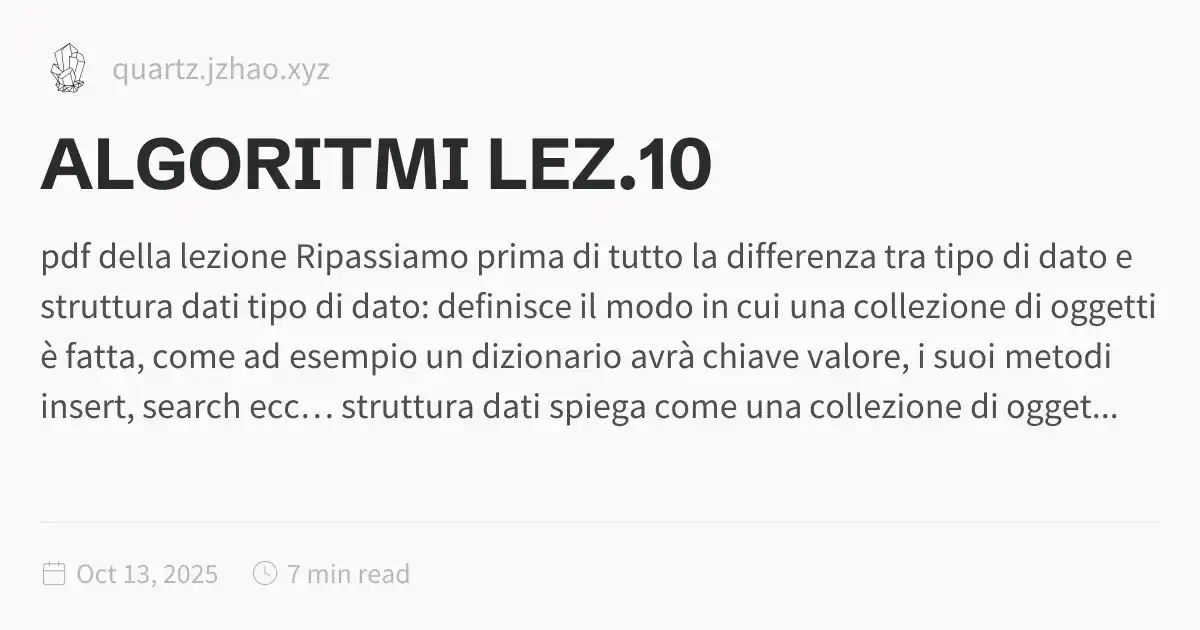 quartz.jzhao.xyz
ALGORITMI LEZ.10
pdf della lezione Ripassiamo prima di tutto la differenza tra tipo di dato e
struttura dati tipo di dato: definisce il modo in cui una collezione di oggetti
è fatta, come ad esempio un dizionario avrà chiave valore, i suoi metodi
insert, search ecc… struttura dati spiega come una collezione di ogget...
Oct 13, 2025 7 min read